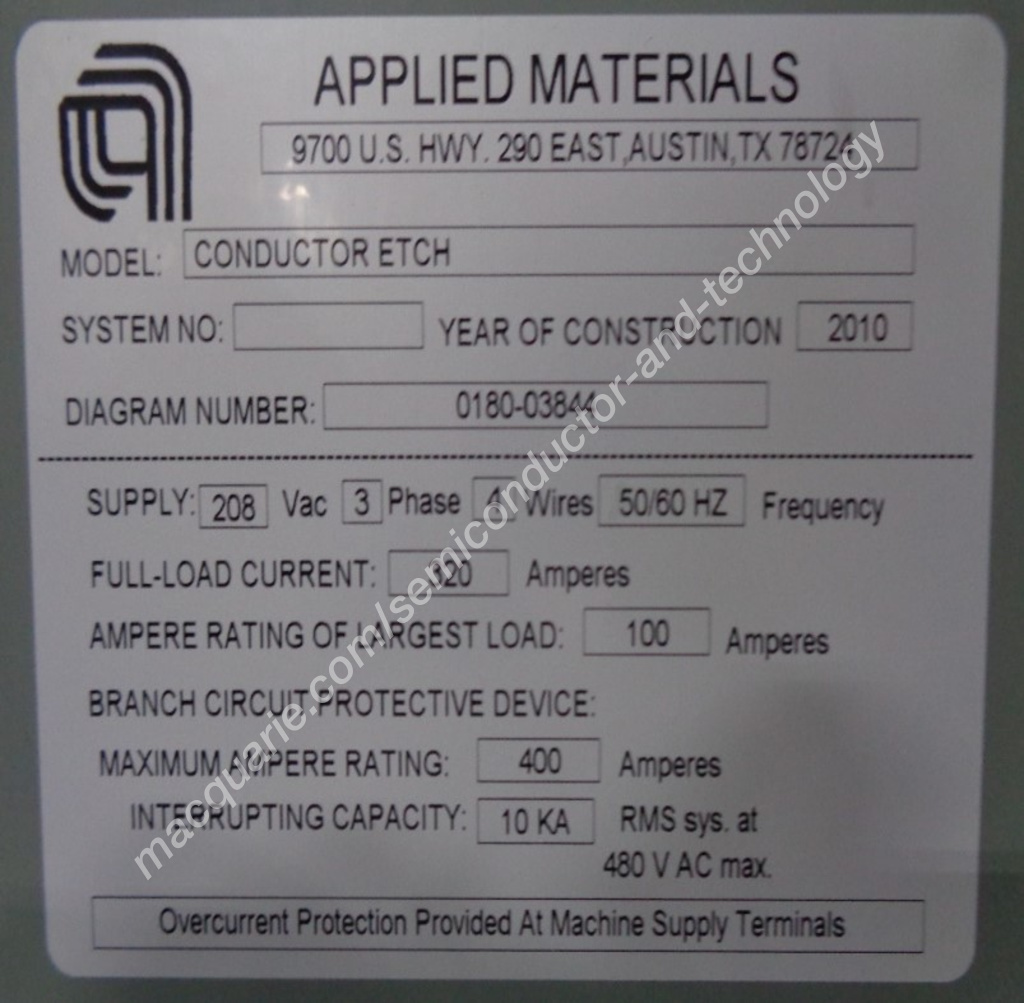 APPLIED MATERIALS
9700 U.S. HWY. 290 EAST,AUSTIN,TX 78724
MODEL: CONDUCTOR ETCH
SYSTEM NO: YEAR OF CONSTRUCTION 2010
DIAGRAM NUMBER: 0180-03844
SUPPLY: 208 Vac 3 Phase 4 Wires 50/60 HZ Frequency
FULL-LOAD CURRENT: 320 Amperes
AMPERE RATING OF LARGEST LOAD: 100 Amperes
BRANCH CIRCUIT PROTECTIVE DEVICE:
MAXIMUM AMPERE RATING: 400 Amperes
INTERRUPTING CAPACITY: 10 KA RMS sys. at
480 V AC max.
Overcurrent Protection Provided At Machine Supply Terminals
macquarie.com/semiconductor-and-technology